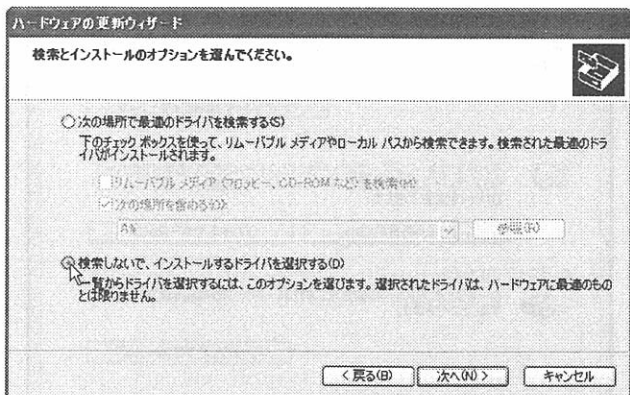 ハードウェアの更新ウィザード
検索とインストールのオプションを選んでください。
次の場所で最適のドライバを検索する(S)
下のチェック ボックスを使って、リムーバブル メディアやローカル パスから検索できます。検索された最適のドラ
イバがインストールされます。
リムーバブル メディア (フロッピー、CD-ROM など) を検索(M)
次の場所を含める(O):
A:¥
参照(R)
検索しないで、インストールするドライバを選択する(D)
一覧からドライバを選択するには、このオプションを選びます。選択されたドライバは、ハードウェアに最適のもの
とは限りません。
< 戻る(B) 次へ(N) > キャンセル